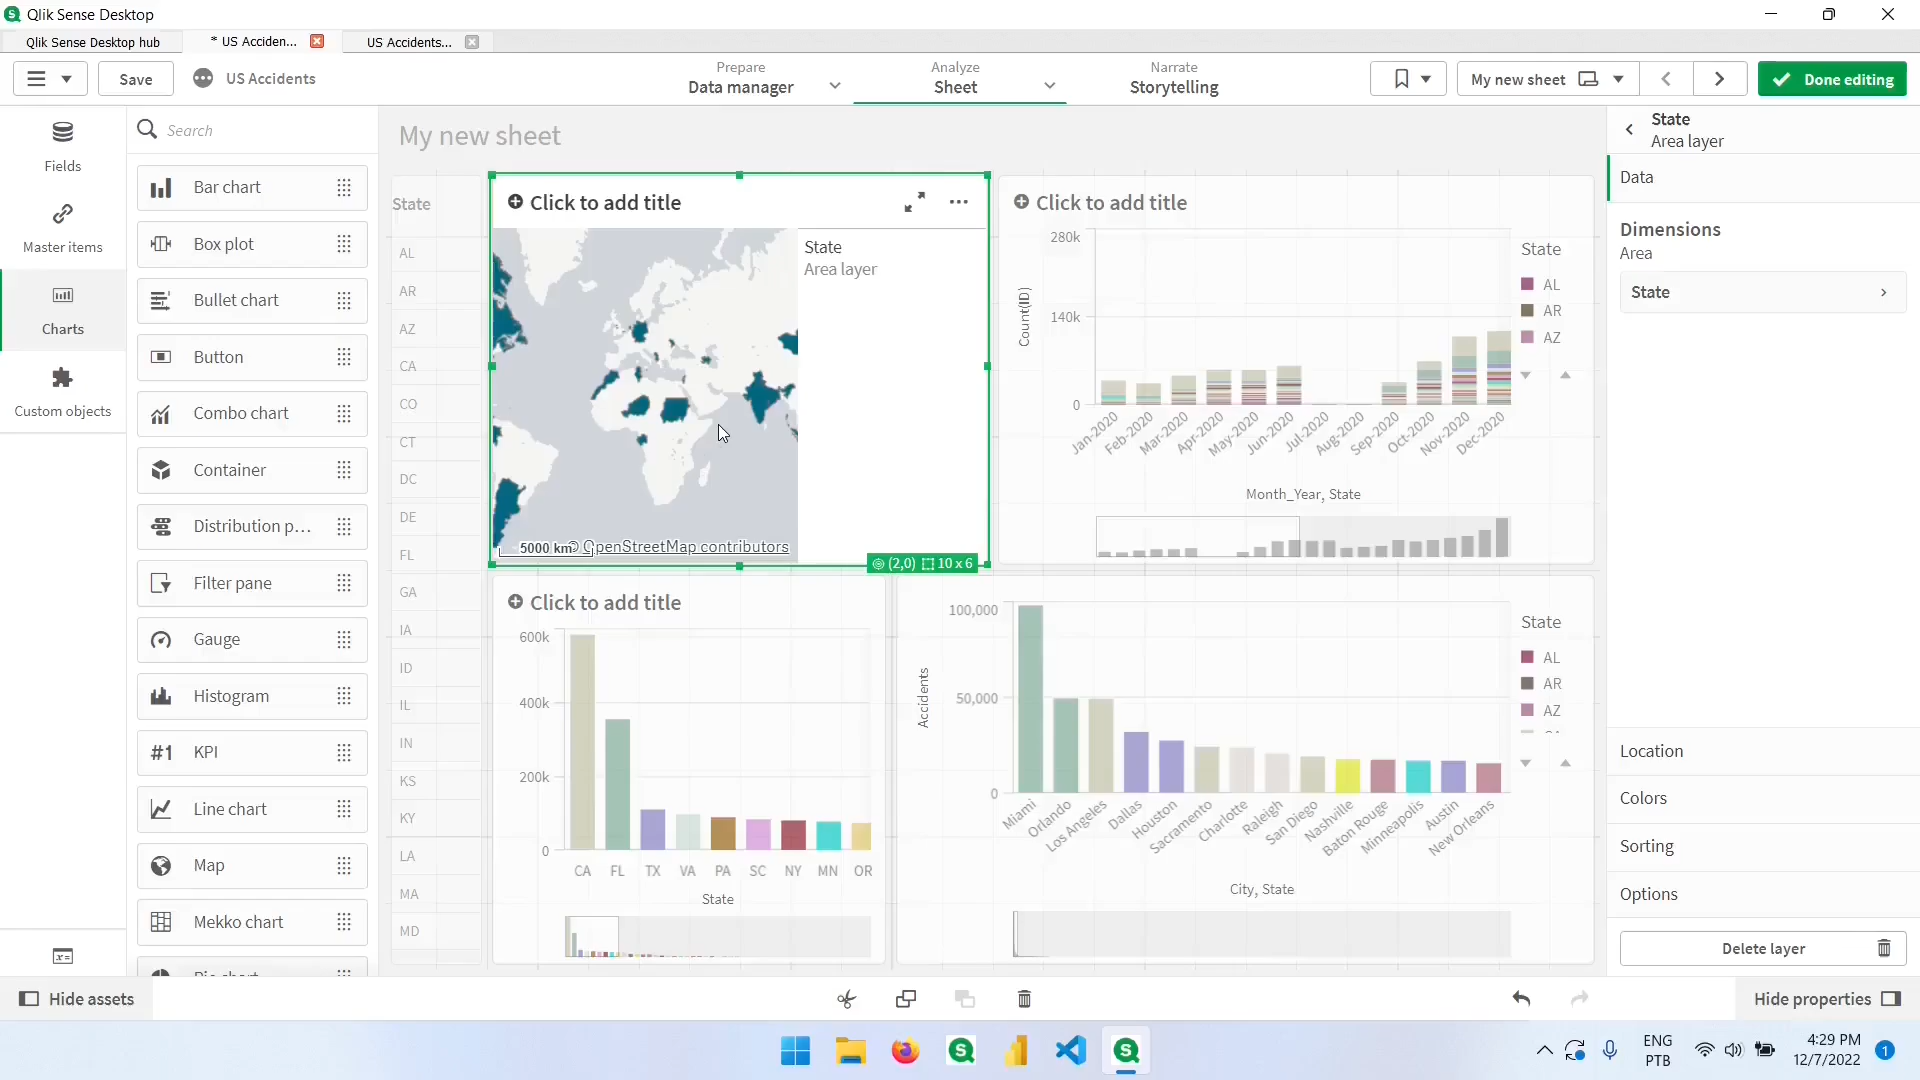 Qlik Sense Desktop
Qlik Sense Desktop hub
* US Acciden...
US Accidents...
Save
US Accidents
Prepare
Data manager
Analyze
Sheet
Narrate
Storytelling
My new sheet
Done editing
Fields
Master items
Charts
Custom objects
Search
Bar chart
Box plot
Bullet chart
Button
Combo chart
Container
Distribution p...
Filter pane
Gauge
Histogram
#1 KPI
Line chart
Map
Mekko chart
My new sheet
State
AL
AR
AZ
CA
CO
CT
DC
DE
FL
GA
IA
ID
IL
IN
KS
KY
LA
MA
MD
Click to add title
State
Area layer
5000 km
© OpenStreetMap contributors
(2,0) 10 x 6
Click to add title
280k
140k
0
Count(ID)
Jan-2020
Feb-2020
Mar-2020
Apr-2020
May-2020
Jun-2020
Jul-2020
Aug-2020
Sep-2020
Oct-2020
Nov-2020
Dec-2020
Month_Year, State
State
AL
AR
AZ
Click to add title
600k
400k
200k
0
CA
FL
TX
VA
PA
SC
NY
MN
OR
State
100,000
50,000
0
Accidents
Miami
Orlando
Los Angeles
Dallas
Houston
Sacramento
Charlotte
Raleigh
San Diego
Nashville
Baton Rouge
Minneapolis
Austin
New Orleans
City, State
State
AL
AR
AZ
State
Area layer
Data
Dimensions
Area
State
Location
Colors
Sorting
Options
Delete layer
Hide assets
Hide properties
ENG
PTB
4:29 PM
12/7/2022
1